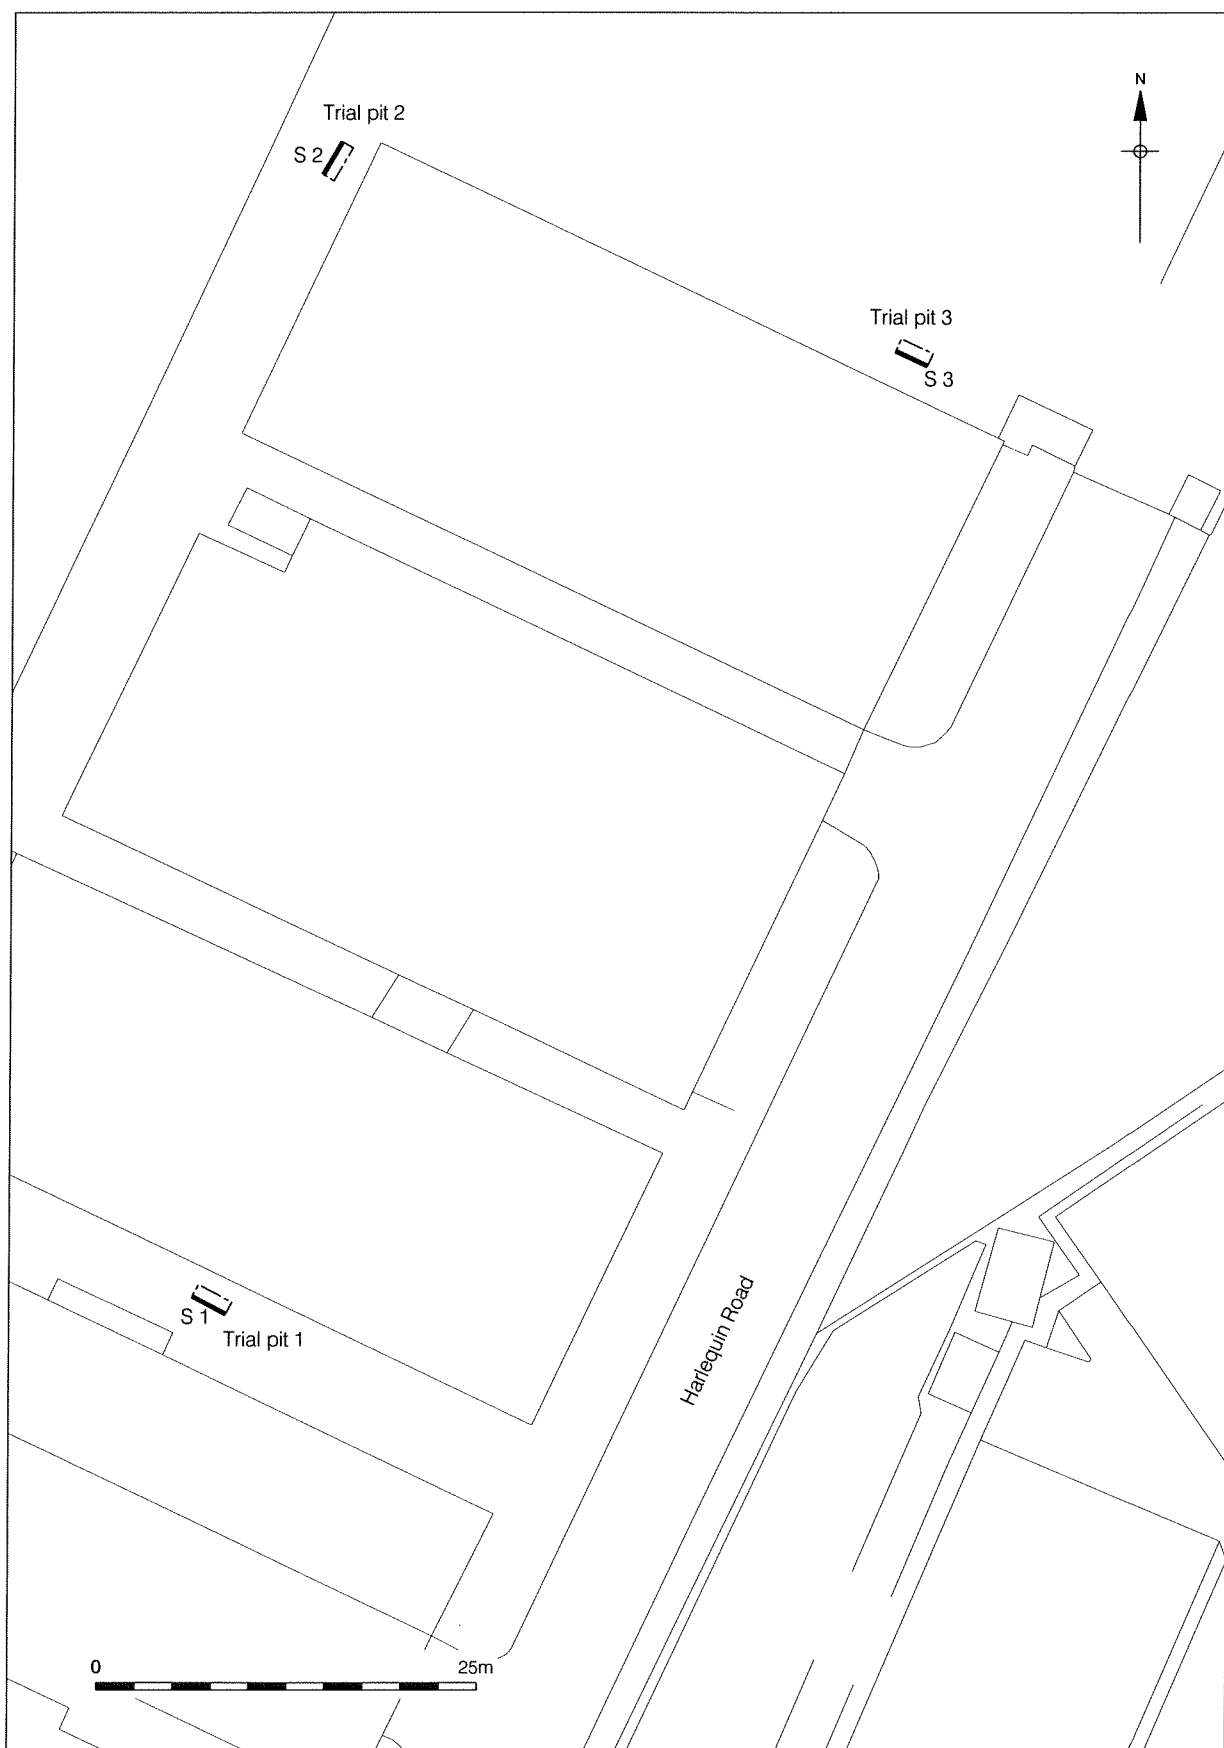 N
Trial pit 2
S 2
Trial pit 3
S 3
S 1
Trial pit 1
Harlequin Road
0
25m